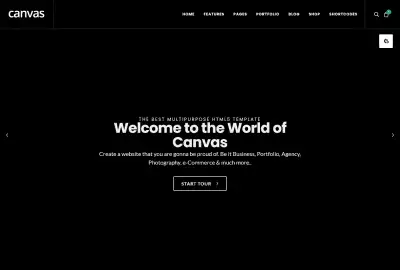 canvas
HOME FEATURES PAGES PORTFOLIO BLOG SHOP SHORTCODES
THE BEST MULTIPURPOSE HTML5 TEMPLATE
Welcome to the World of
Canvas
Create a website that you are gonna be proud of. Be it Business, Portfolio, Agency,
Photography, e-Commerce & much more..
START TOUR